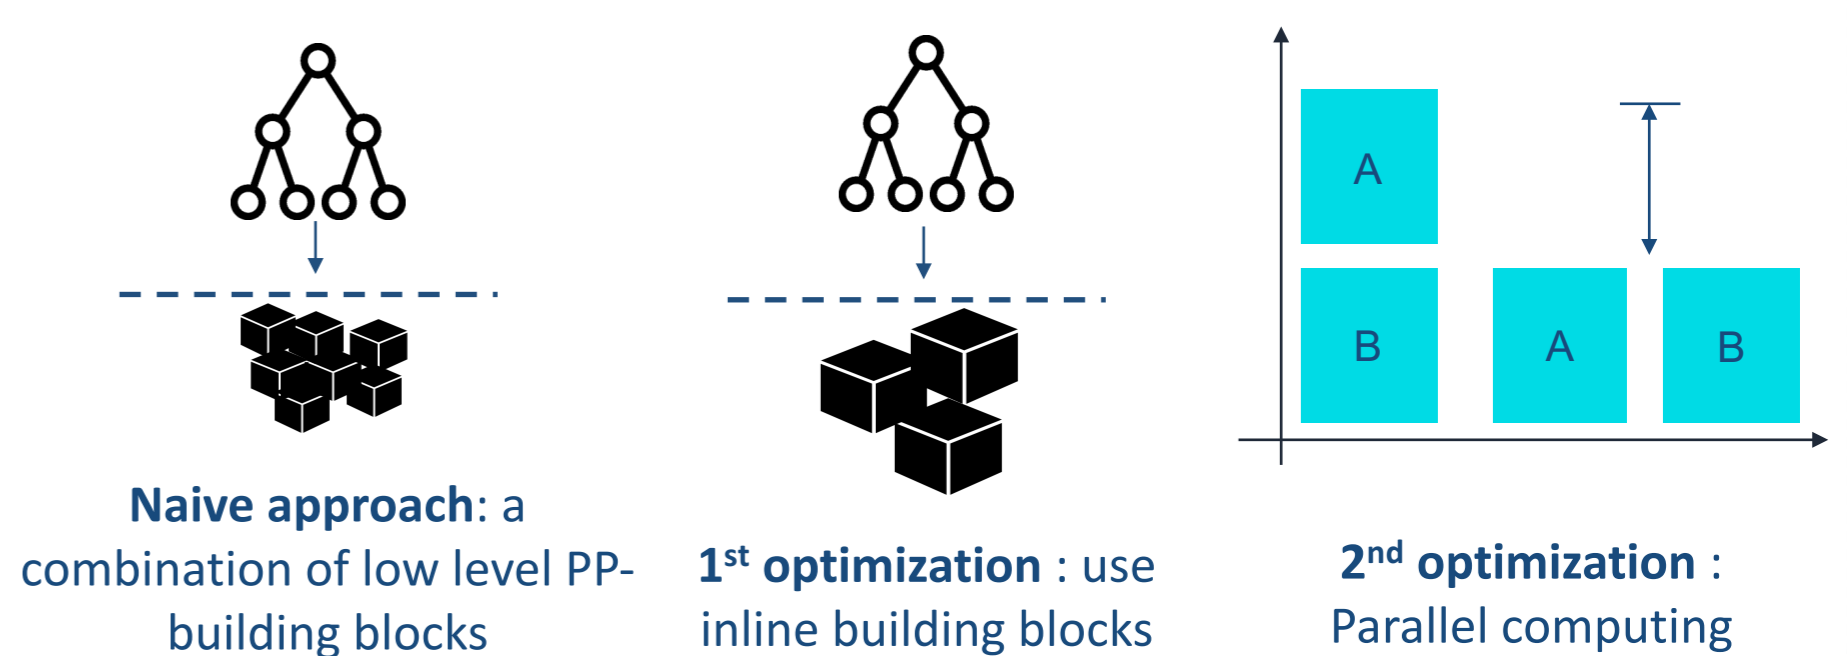 A
B
A
B
Naive approach: a
combination of low level PP-
building blocks
1st optimization : use
inline building blocks
2nd optimization :
Parallel computing